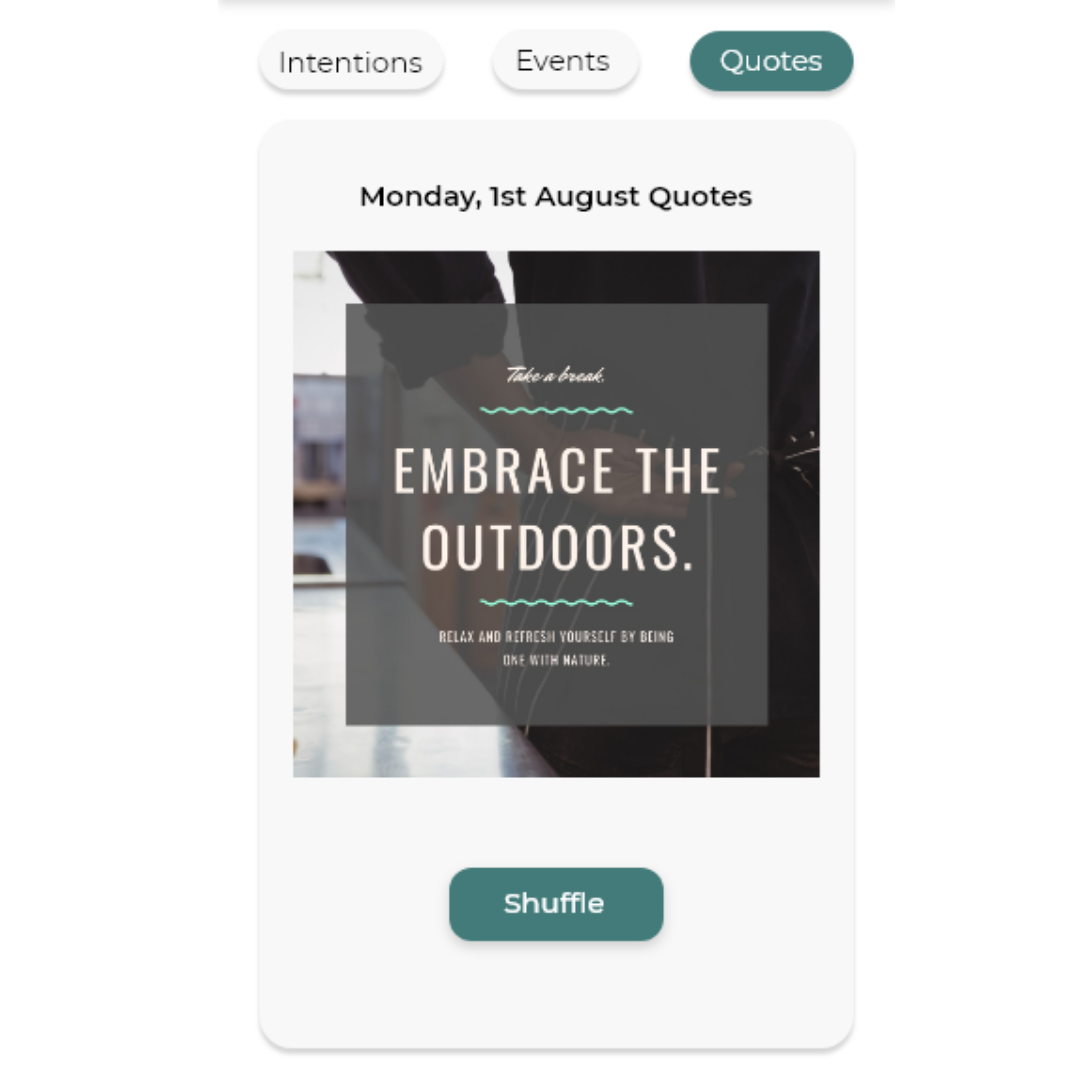 Intentions
Events
Quotes
Monday, 1st August Quotes
Take a break.
EMBRACE THE
OUTDOORS.
RELAX AND REFRESH YOURSELF BY BEING
ONE WITH NATURE.
Shuffle